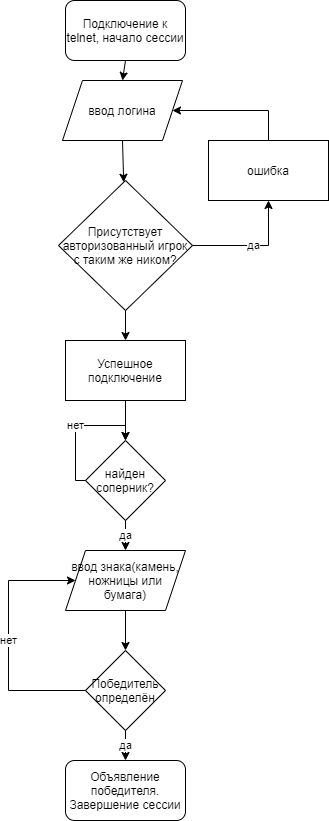 Подключение к
telnet, начало сессии
ввод логина
ошибка
Присутствует
авторизованный игрок
с таким же ником?
да
Успешное
подключение
нет
найден
соперник?
да
ввод знака(камень,
ножницы или
бумага)
нет
Победитель
определён
да
Объявление
победителя.
Завершение сессии